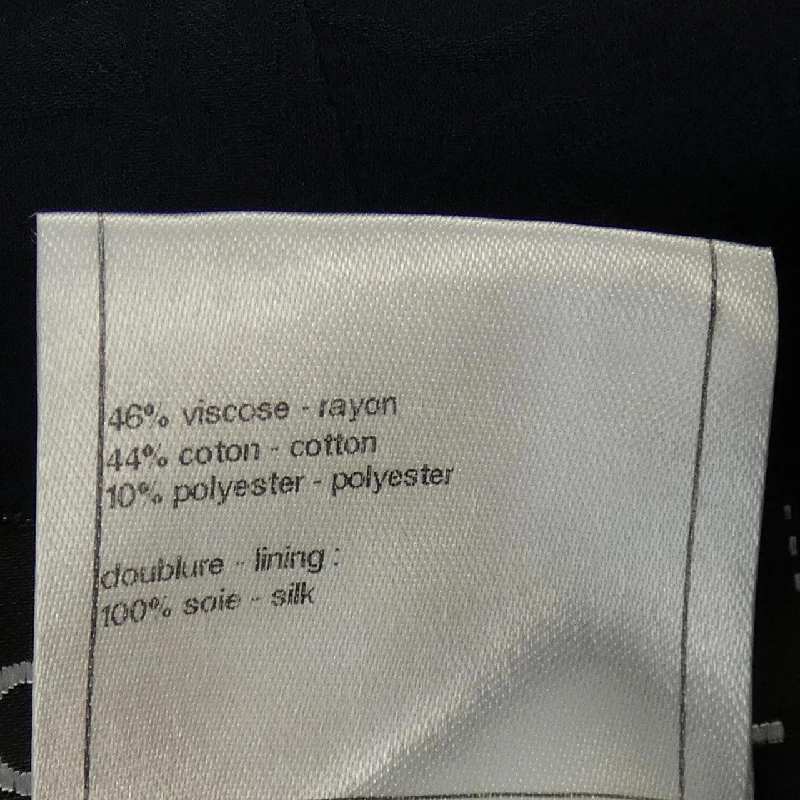 46% viscose - rayon
44% coton - cotton
10% polyester - polyester
doublure - lining :
100% soie - silk